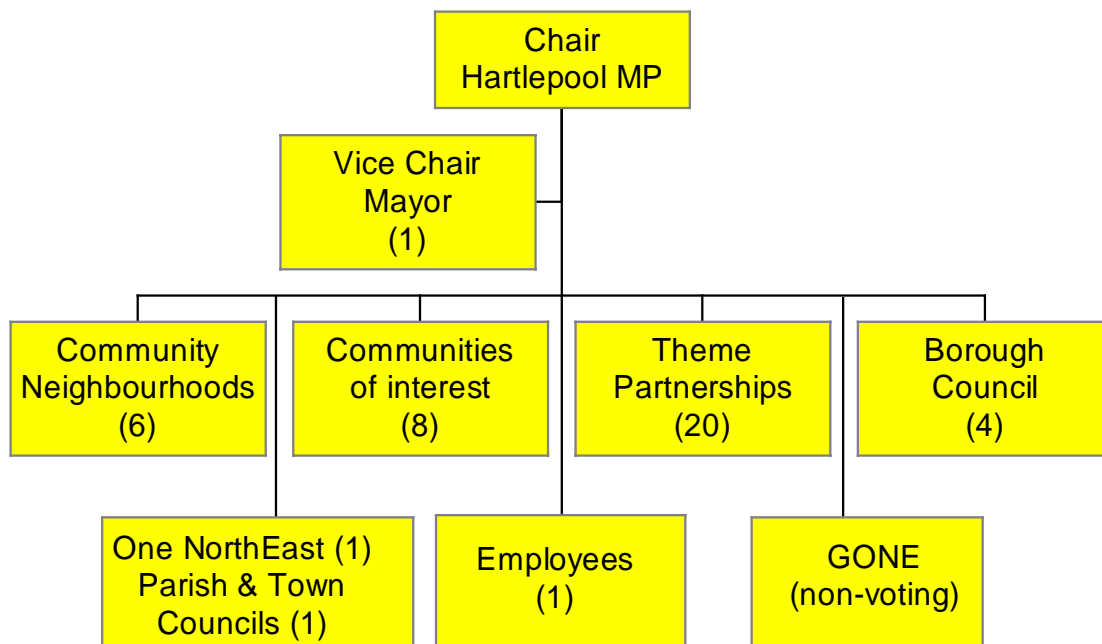 Chair
Hartlepool MP
Vice Chair
Mayor
(1)
Community
Neighbourhoods
(6)
Communities
of interest
(8)
Theme
Partnerships
(20)
Borough
Council
(4)
One NorthEast (1)
Parish & Town
Councils (1)
Employees
(1)
GONE
(non-voting)